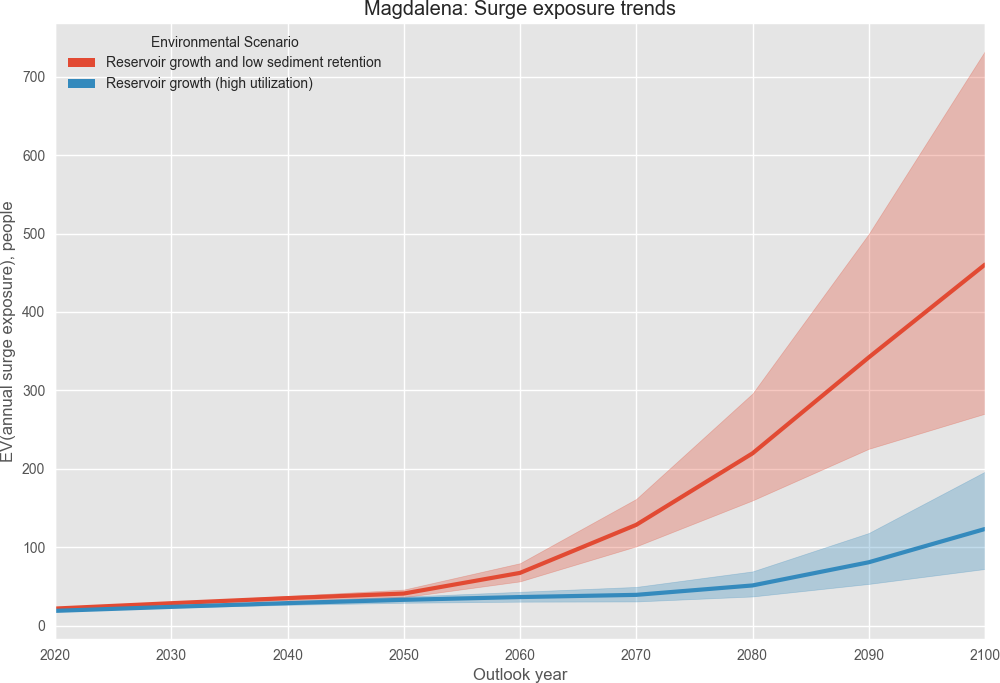 Magdalena: Surge exposure trends
Environmental Scenario
Reservoir growth and low sediment retention
Reservoir growth (high utilization)
EV(annual surge exposure), people
700
600
500
400
300
200
100
0
2020 2030 2040 2050 2060 2070 2080 2090 2100
Outlook year